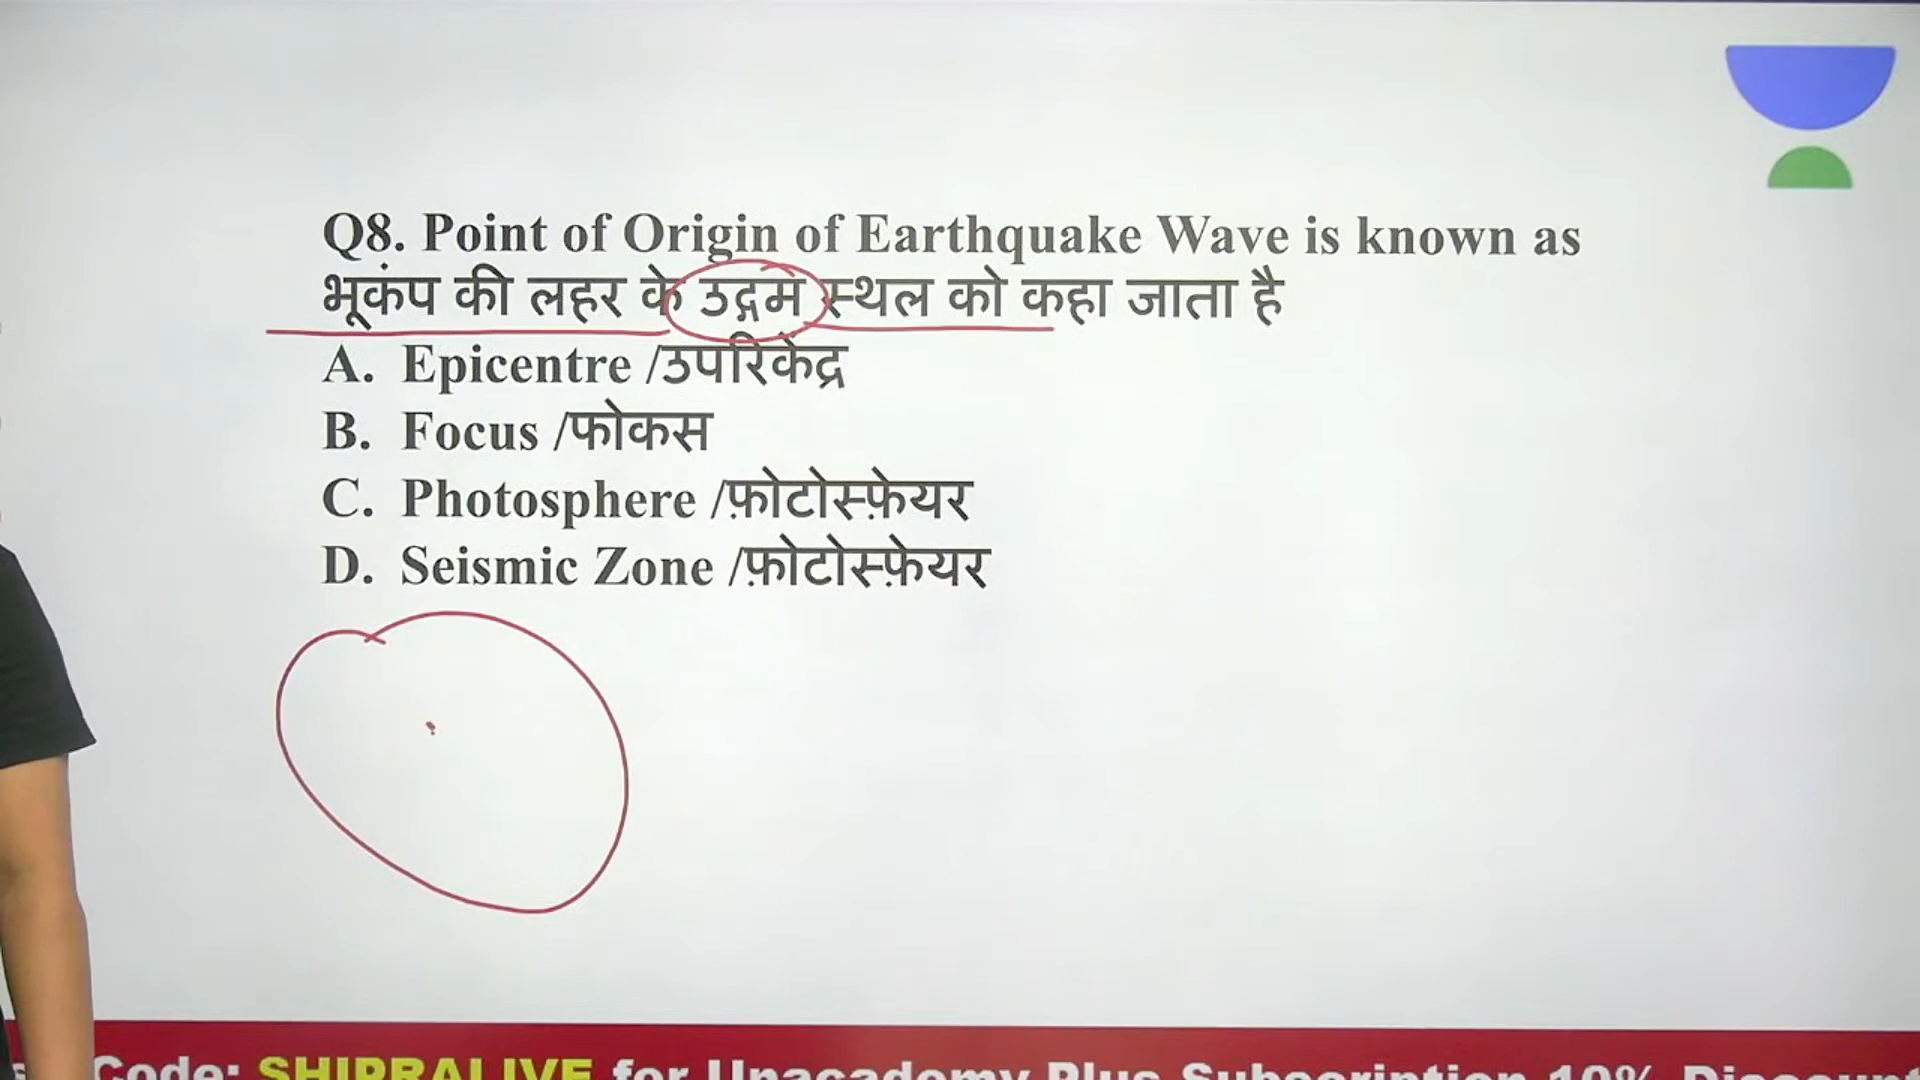 Q8. Point of Origin of Earthquake Wave is known as
भूकंप की लहर के उद्गम स्थल को कहा जाता है
A. Epicentre /उपरिकेंद्र
B. Focus /फोकस
C. Photosphere /फ़ोटोस्फ़ेयर
D. Seismic Zone /फ़ोटोस्फ़ेयर
Code: SHIPRALIVE for Unacademy Plus Subscription 10% Discount